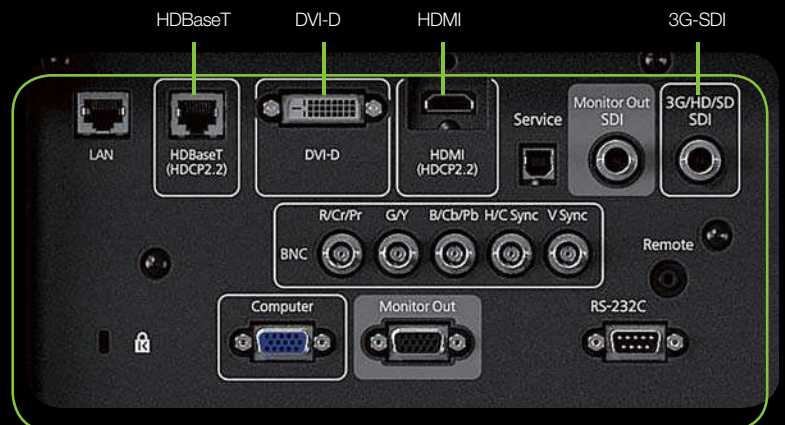 HDBaseT DVI-D HDMI 3G-SDI
LAN
HDBaseT
(HDCP2.2)
DVI-D
HDMI
(HDCP2.2)
Service
Monitor Out
SDI
3G/HD/SD
SDI
BNC
R/Cr/Pr G/Y B/Cb/Pb H/C Sync V Sync
Remote
Computer
Monitor Out
RS-232C
K